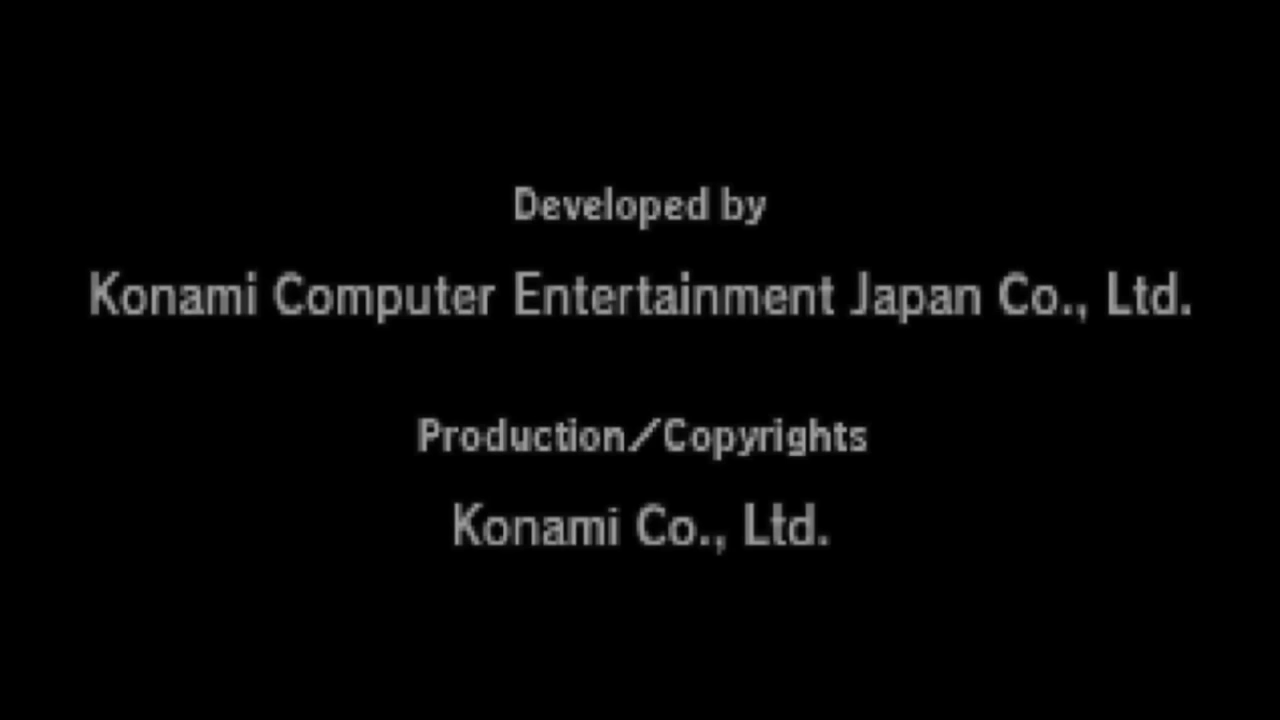 Developed by
Konami Computer Entertainment Japan Co., Ltd.
Production／Copyrights
Konami Co., Ltd.